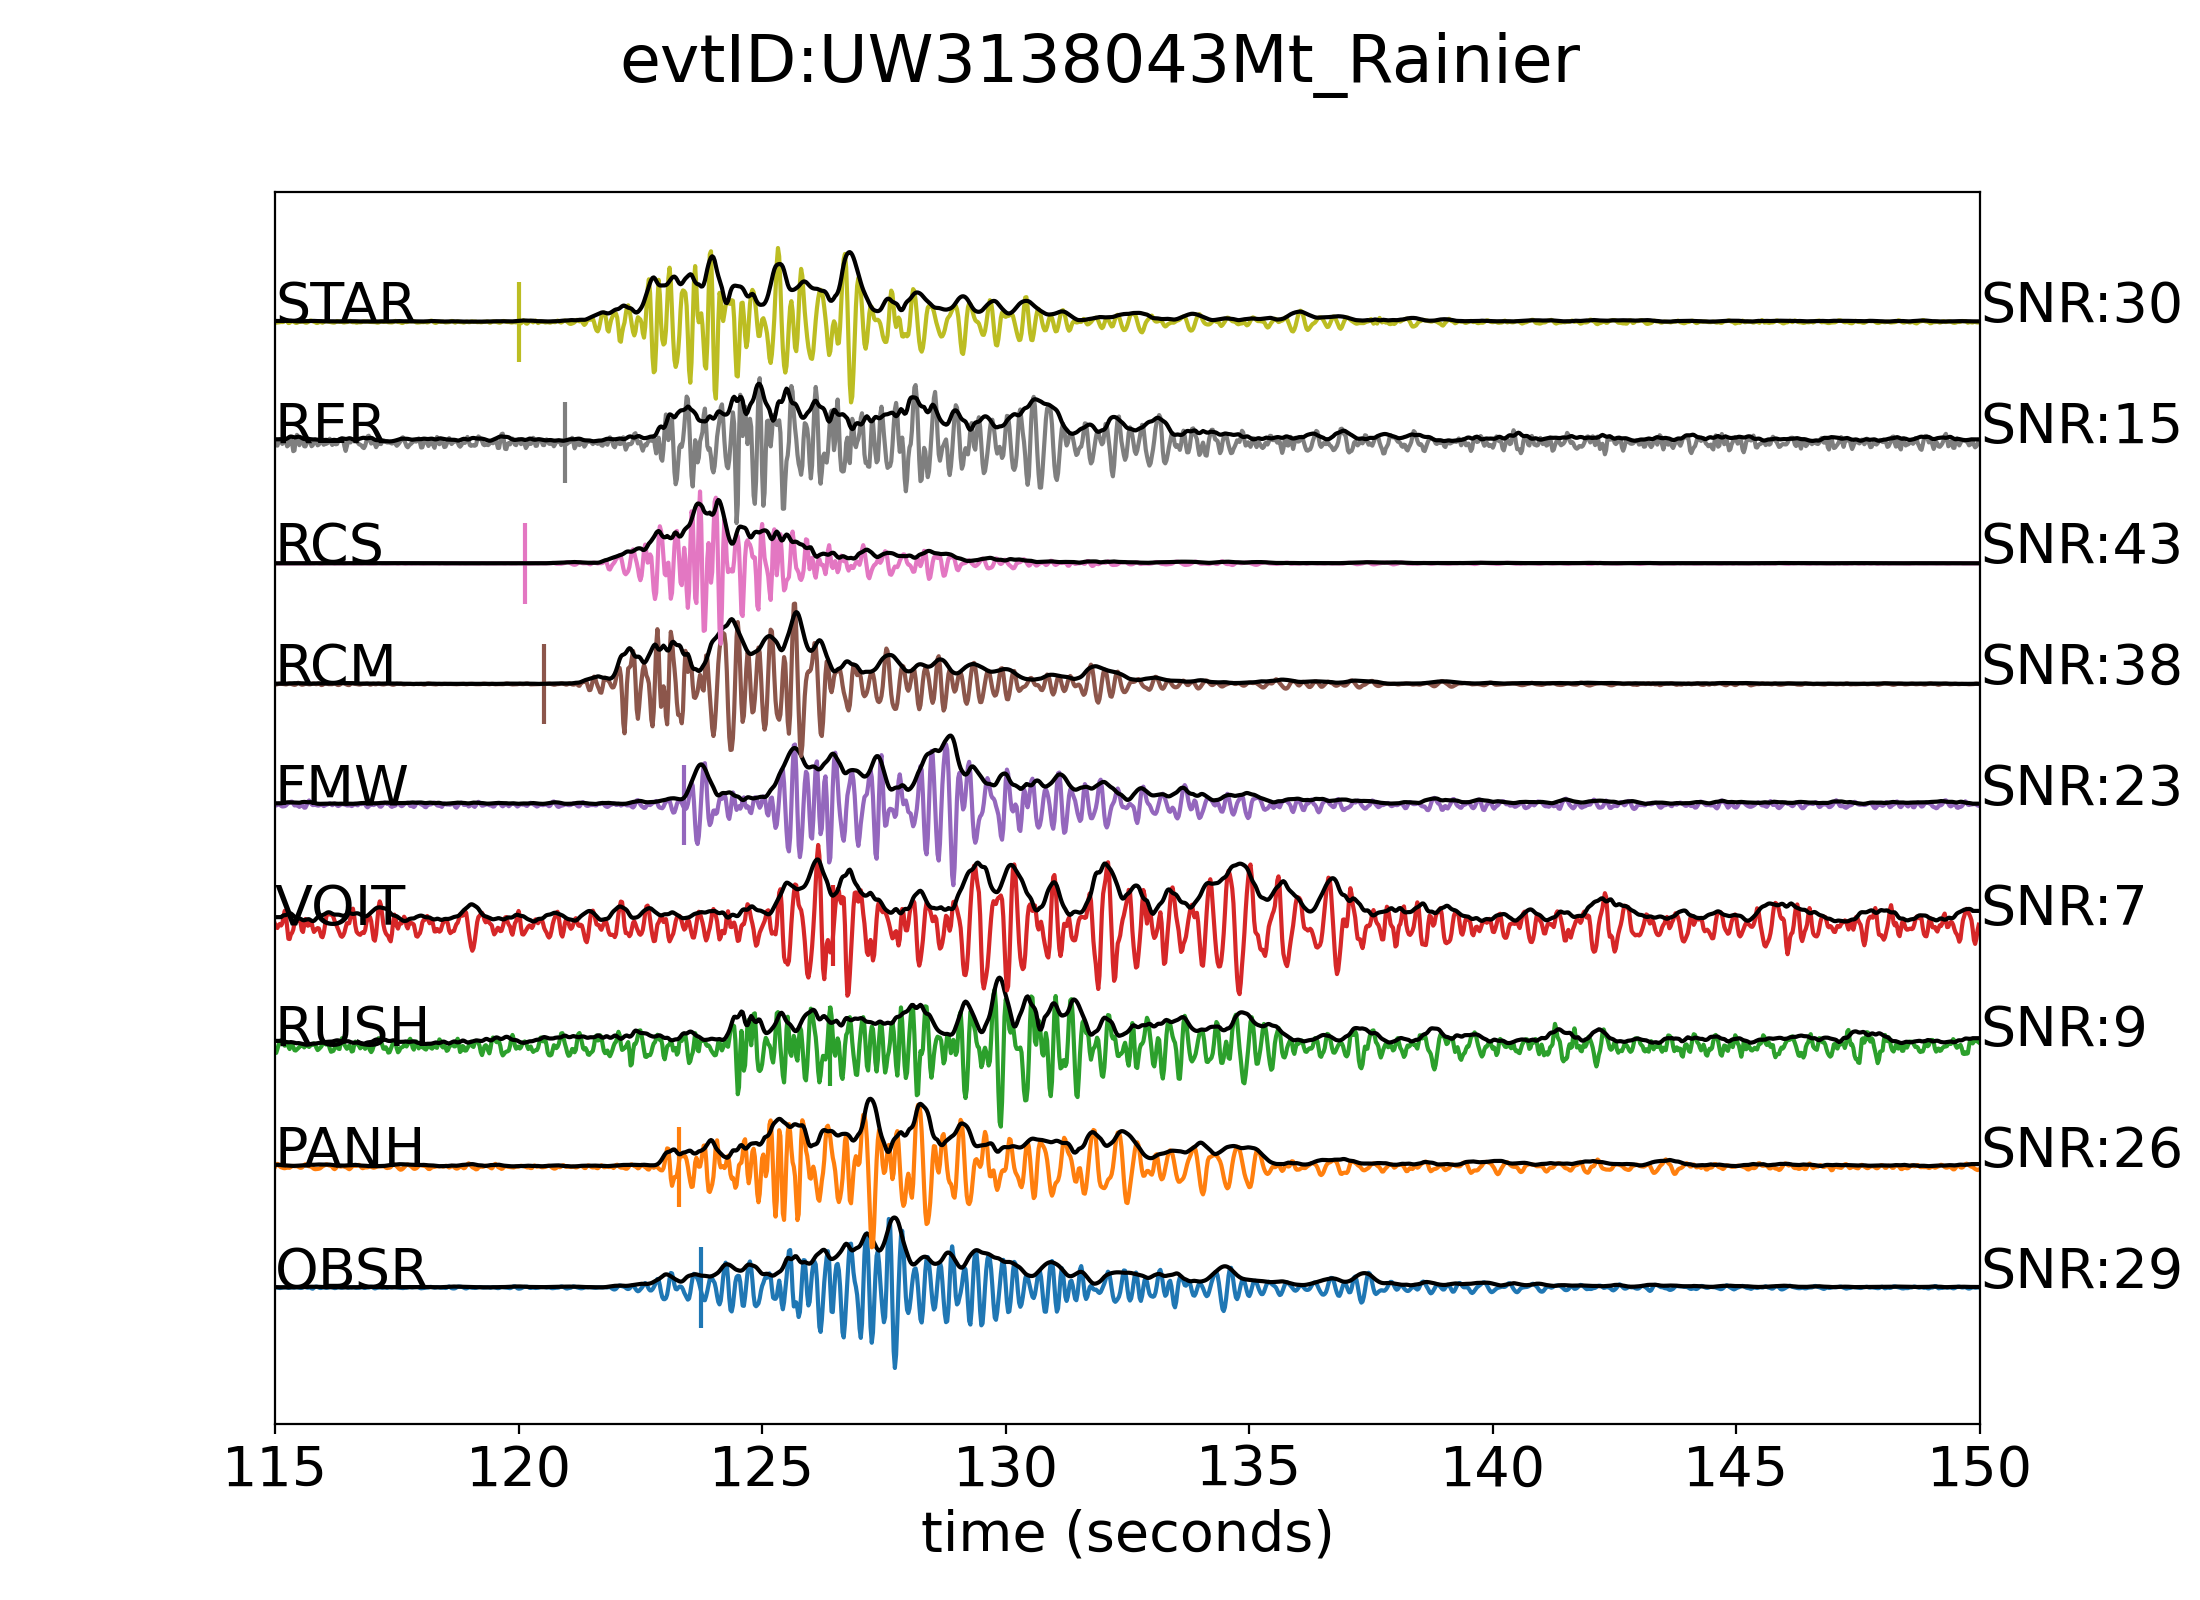 evtID:UW3138043Mt_Rainier
STAR SNR:30
RER SNR:15
RCS SNR:43
RCM SNR:38
FMW SNR:23
VOIT SNR:7
RUSH SNR:9
PANH SNR:26
OBSR SNR:29
115 120 125 130 135 140 145 150
time (seconds)